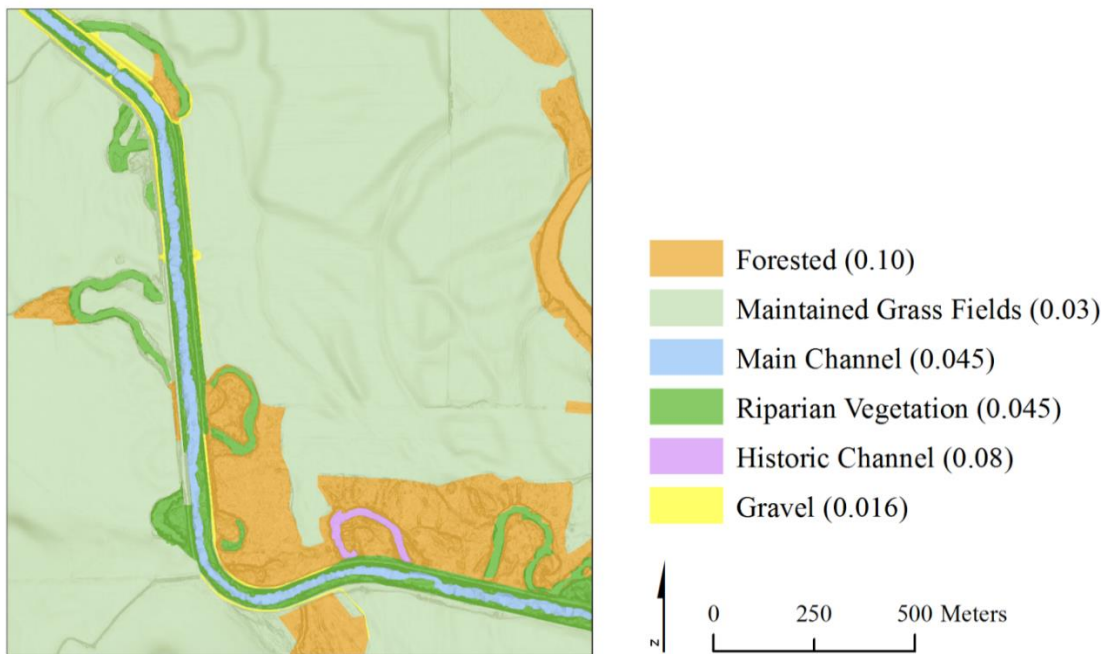 Forested (0.10)
Maintained Grass Fields (0.03)
Main Channel (0.045)
Riparian Vegetation (0.045)
Historic Channel (0.08)
Gravel (0.016)
N
0 250 500 Meters